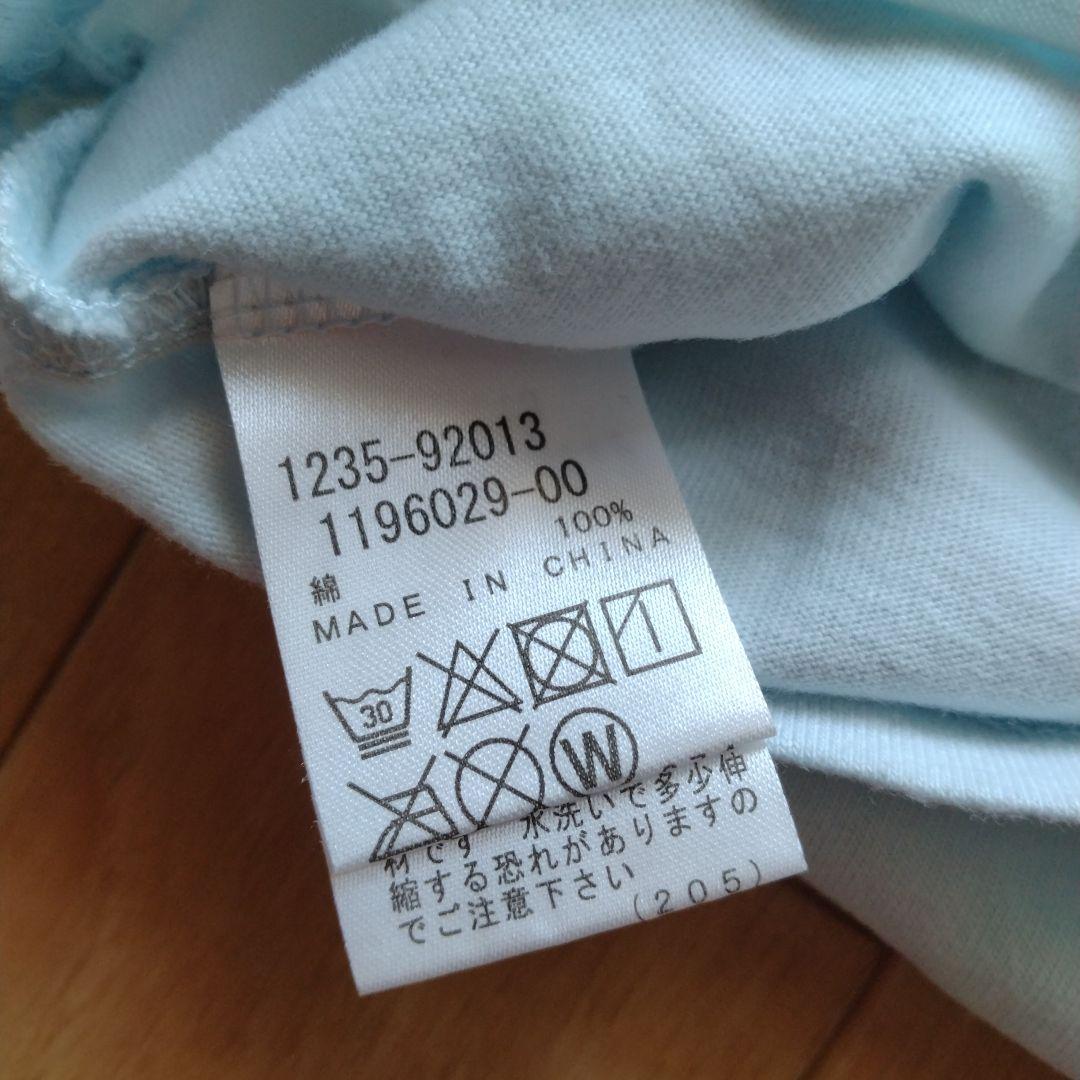 1235-92013
1196029-00
綿 100%
MADE IN CHINA
30
W
材です 水洗いで多少伸
縮する恐れがありますの
でご注意下さい
(205)